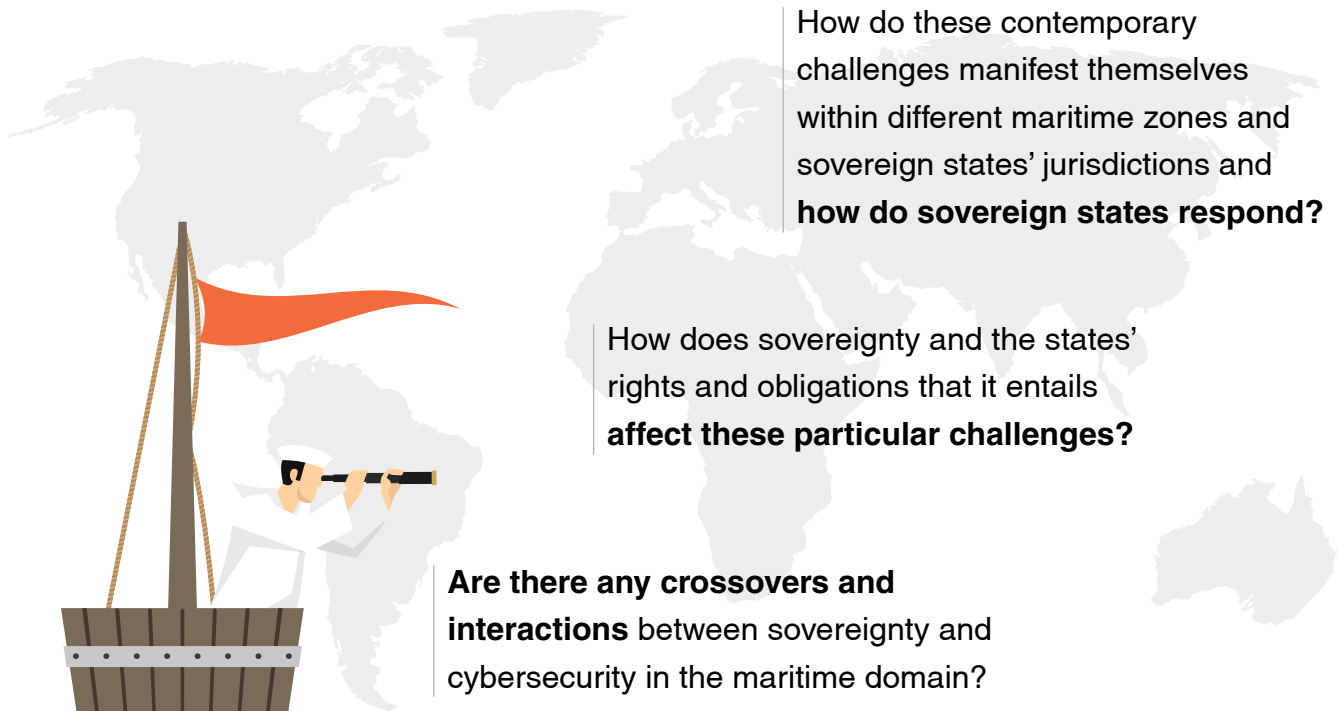 How do these contemporary
challenges manifest themselves
within different maritime zones and
sovereign states’ jurisdictions and
how do sovereign states respond?
How does sovereignty and the states’
rights and obligations that it entails
affect these particular challenges?
Are there any crossovers and
interactions between sovereignty and
cybersecurity in the maritime domain?